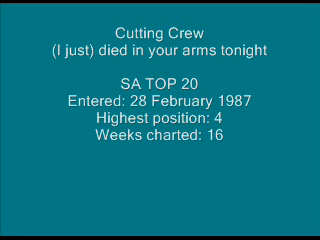 Cutting Crew
(I just) died in your arms tonight
SA TOP 20
Entered: 28 February 1987
Highest position: 4
Weeks charted: 16